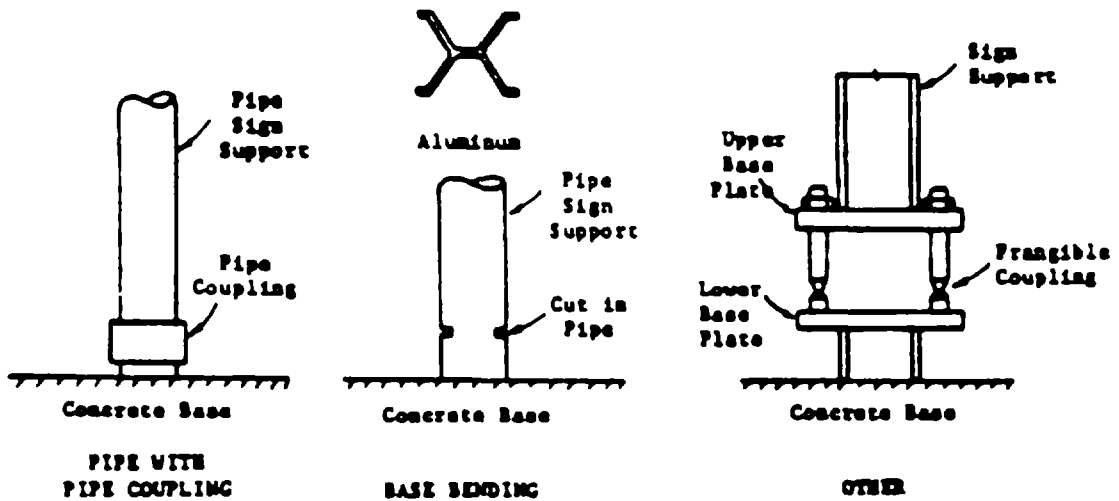 Pipe
Sign
Support
Pipe
Coupling
Concrete Base
PIPE WITH
PIPE COUPLING
Aluminum
Pipe
Sign
Support
Cut in
Pipe
Concrete Base
BASE BENDING
Sign
Support
Upper
Base
Plate
Frangible
Coupling
Lower
Base
Plate
Concrete Base
OTHER